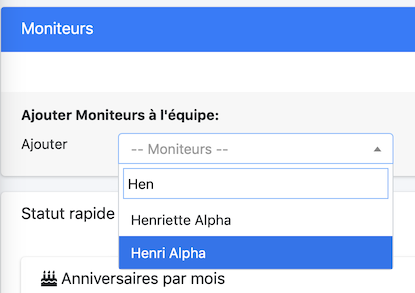 Moniteurs
Ajouter Moniteurs à l'équipe:
Ajouter
-- Moniteurs --
Hen
Henriette Alpha
Statut rapide
Henri Alpha
Anniversaires par mois